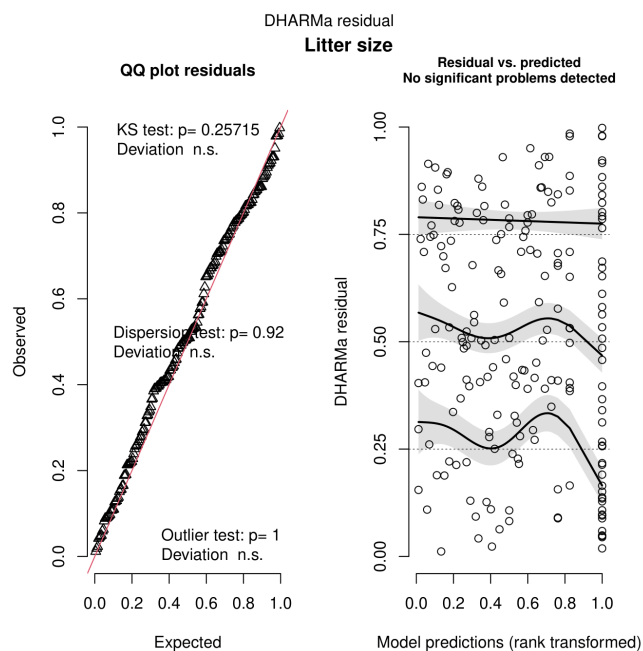 DHARMa residual
Litter size
QQ plot residuals
Residual vs. predicted
No significant problems detected
KS test: p= 0.25715
Deviation n.s.
Dispersion test: p= 0.92
Deviation n.s.
Outlier test: p= 1
Deviation n.s.
Observed
0.0 0.2 0.4 0.6 0.8 1.0
0.0 0.2 0.4 0.6 0.8 1.0
Expected
DHARMa residual
0.00 0.25 0.50 0.75 1.00
0.0 0.2 0.4 0.6 0.8 1.0
Model predictions (rank transformed)